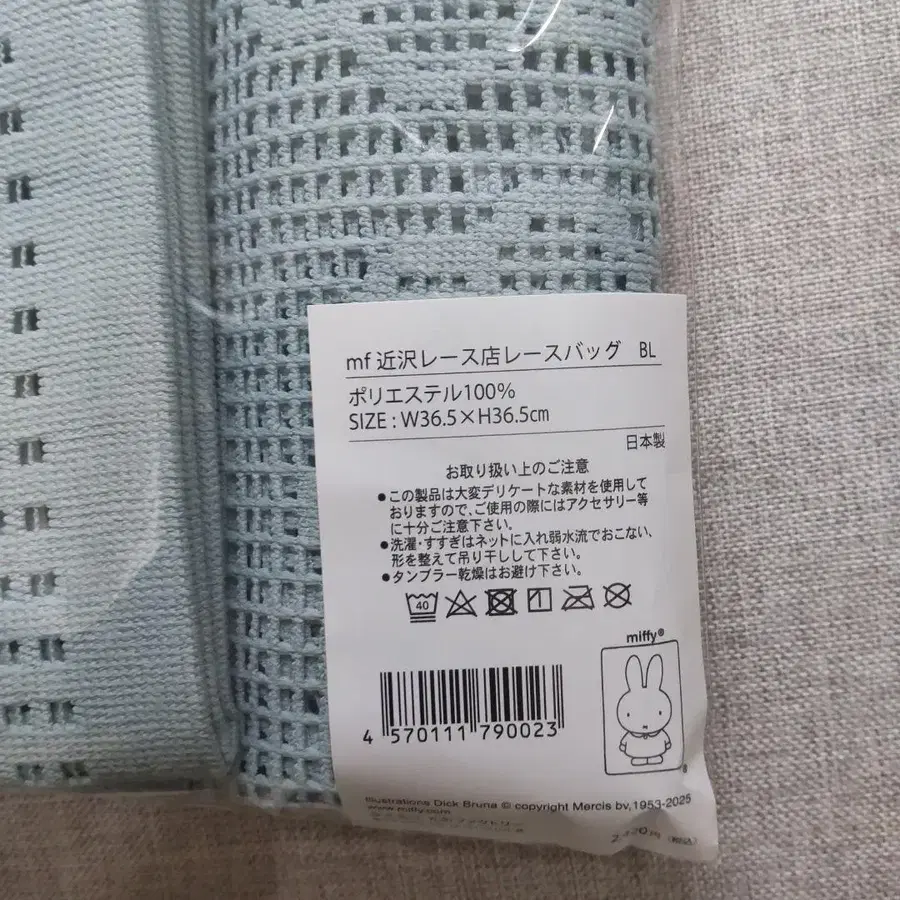 mf 近沢レース店レースバッグ BL
ポリエステル100%
SIZE : W36.5×H36.5cm
日本製
お取り扱い上のご注意
●この製品は大変デリケートな素材を使用して
おりますので、ご使用の際にはアクセサリー等
に十分ご注意下さい。
●洗濯・すすぎはネットに入れ弱水流でおこない、
形を整えて吊り干しして下さい。
●タンブラー乾燥はお避け下さい。
40
miffy®
4 570111 790023
Illustrations Dick Bruna © copyright Mercis bv, 1953-2025
www.miffy.com